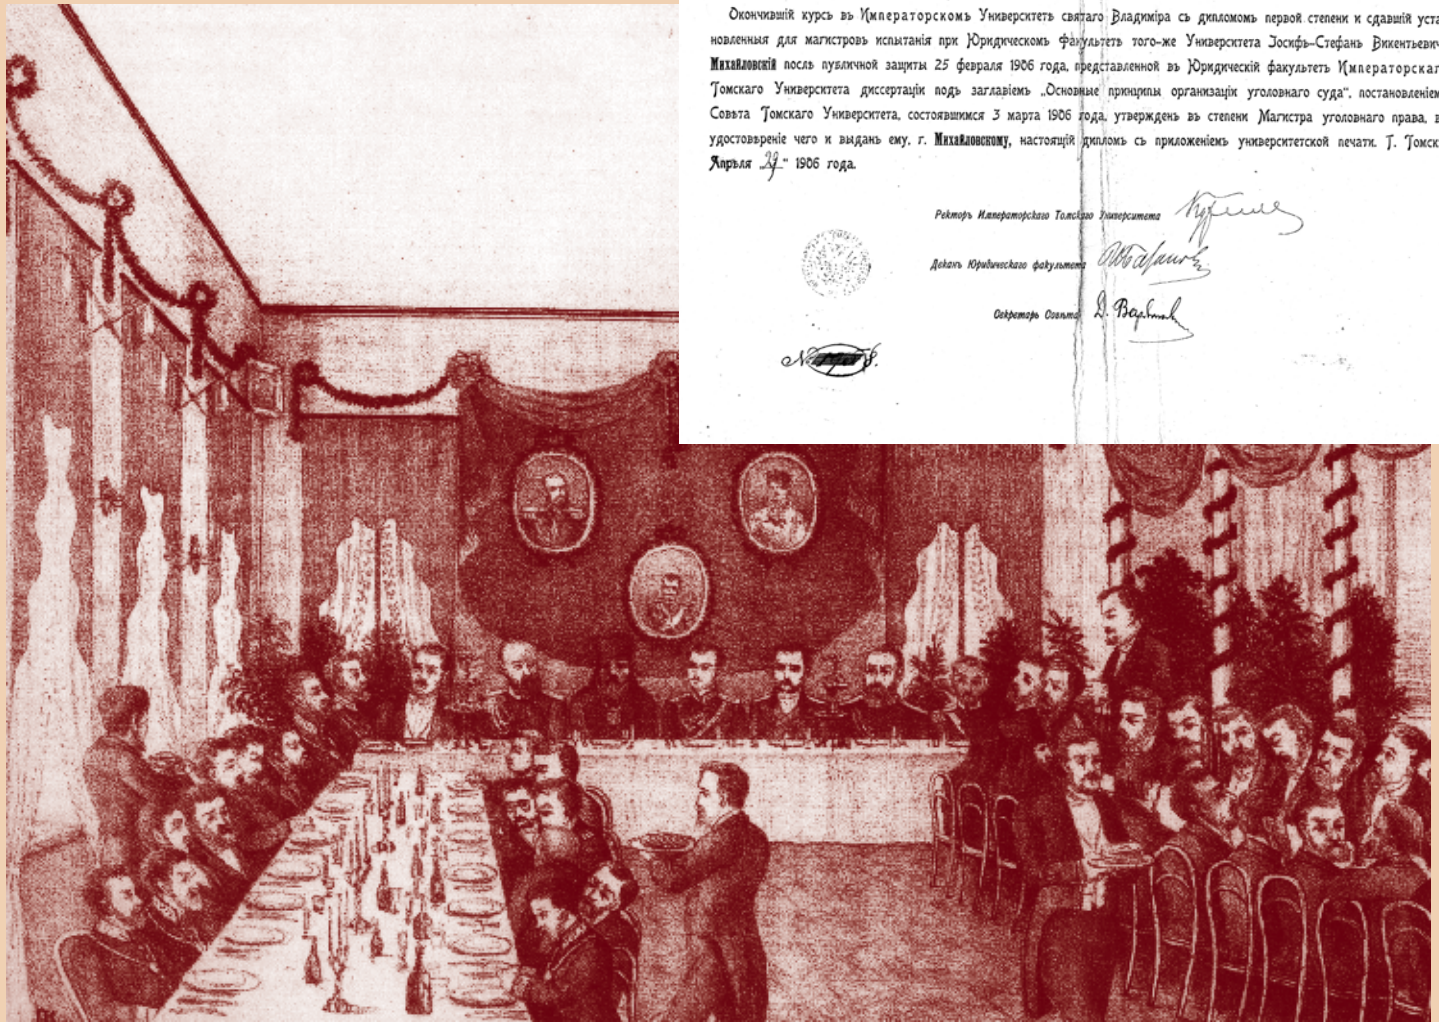 Окончившій курсъ въ Императорскомъ Университетѣ святаго Владиміра съ дипломомъ первой степени и сдавшій уста
новленныя для магистровъ испытанія при Юридическомъ факультетѣ того-же Университета Іосифъ-Стефанъ Викентьевич
Михайловскій послѣ публичной защиты 25 февраля 1906 года, представленной въ Юридическій факультетъ Императорскаг
Томскаго Университета диссертаціи подъ заглавіемъ „Основные принципы организаціи уголовнаго суда“, постановленіем
Совѣта Томскаго Университета, состоявшимся 3 марта 1906 года, утвержденъ въ степени Магистра уголовнаго права, в
удостовѣреніе чего и выданъ ему, г. Михайловскому, настоящій дипломъ съ приложеніемъ университетской печати. Г. Томск
Апрѣля „29“ 1906 года.
Ректоръ Императорскаго Томскаго Университета
Деканъ Юридическаго факультета
Секретарь Совѣта Д.